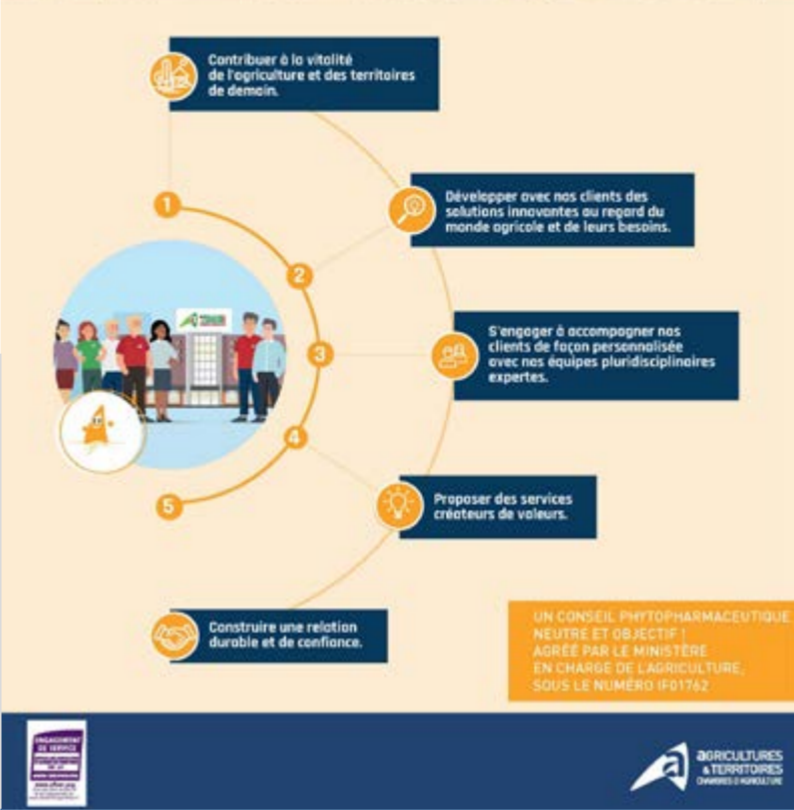 Contribuer à la vitalité
de l'agriculture et des territoires
de demain.
1
Développer avec nos clients des
solutions innovantes au regard du
monde agricole et de leurs besoins.
2
S'engager à accompagner nos
clients de façon personnalisée
avec nos équipes pluridisciplinaires
expertes.
3
4
Proposer des services
créateurs de valeurs.
5
Construire une relation
durable et de confiance.
UN CONSEIL PHYTOPHARMACEUTIQUE
NEUTRE ET OBJECTIF !
AGRÉÉ PAR LE MINISTÈRE
EN CHARGE DE L'AGRICULTURE,
SOUS LE NUMÉRO IF01762
ENGAGEMENT
DE SERVICE
AGRICULTURES
& TERRITOIRES
CHAMBRES D'AGRICULTURE